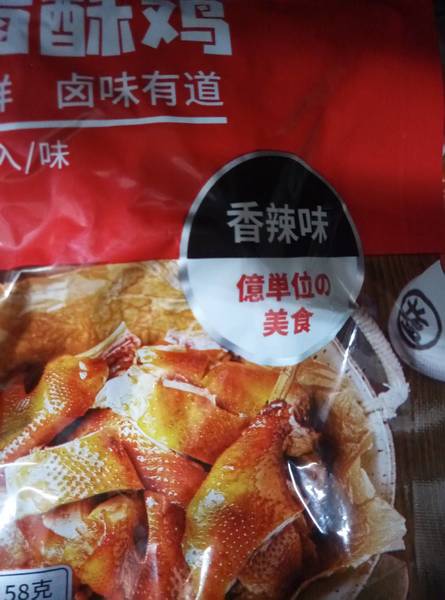 酥鸡
鲜 卤味有道
入/味
香辣味
億単位の
美食
58克